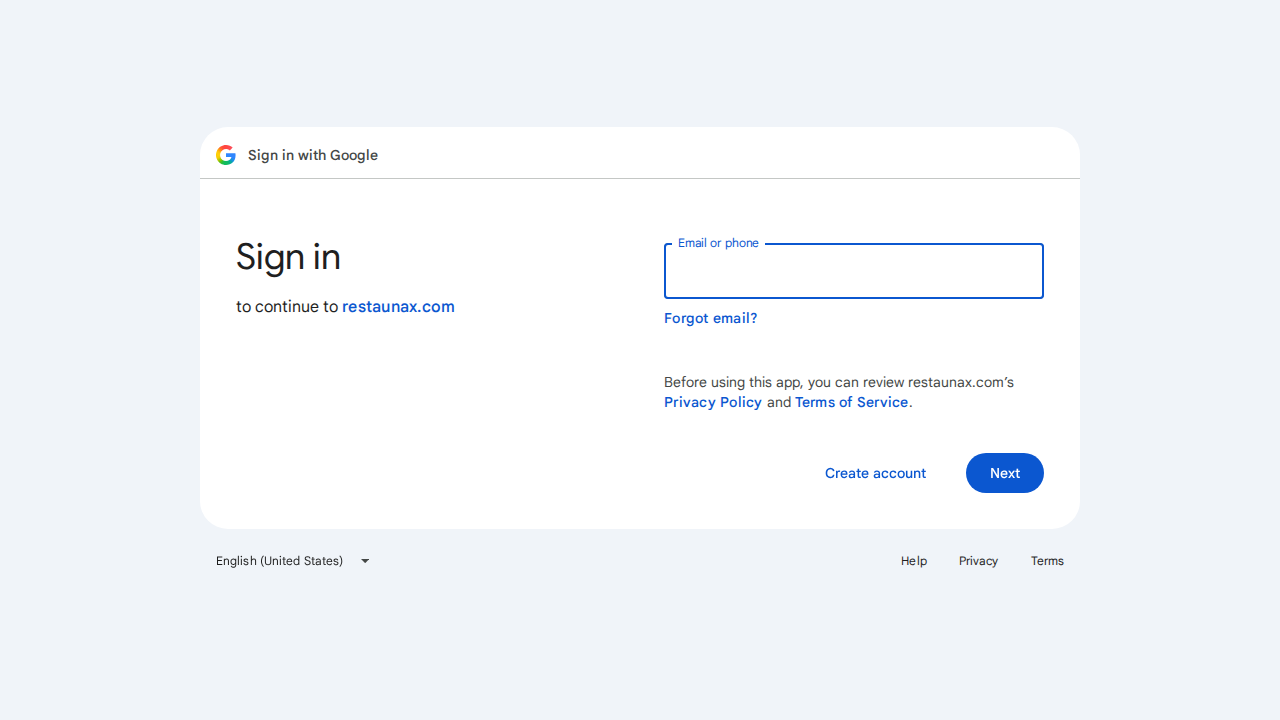 Sign in with Google
Sign in
to continue to restaunax.com
Email or phone
Forgot email?
Before using this app, you can review restaunax.com’s
Privacy Policy and Terms of Service.
Create account
Next
English (United States)
Help
Privacy
Terms